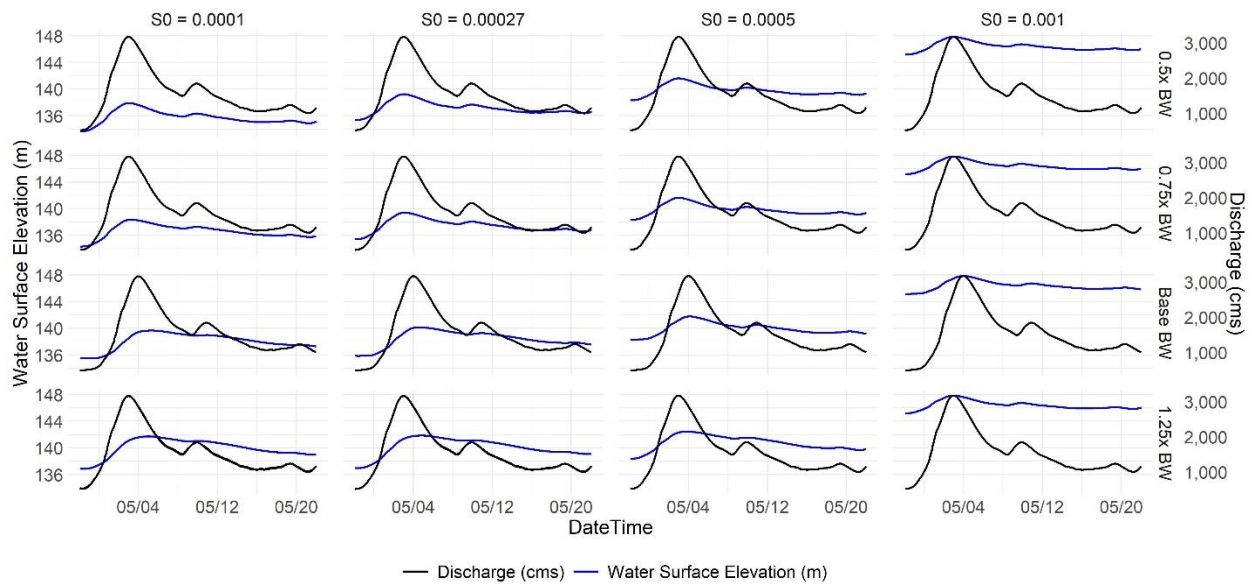 S0 = 0.0001 S0 = 0.00027 S0 = 0.0005 S0 = 0.001
Water Surface Elevation (m)
148
144
140
136
148
144
140
136
148
144
140
136
148
144
140
136
3,000
2,000
1,000
3,000
2,000
1,000
3,000
2,000
1,000
3,000
2,000
1,000
0.5x BW
0.75x BW
Base BW
1.25x BW
Discharge (cms)
05/04 05/12 05/20 05/04 05/12 05/20 05/04 05/12 05/20 05/04 05/12 05/20
DateTime
Discharge (cms) Water Surface Elevation (m)